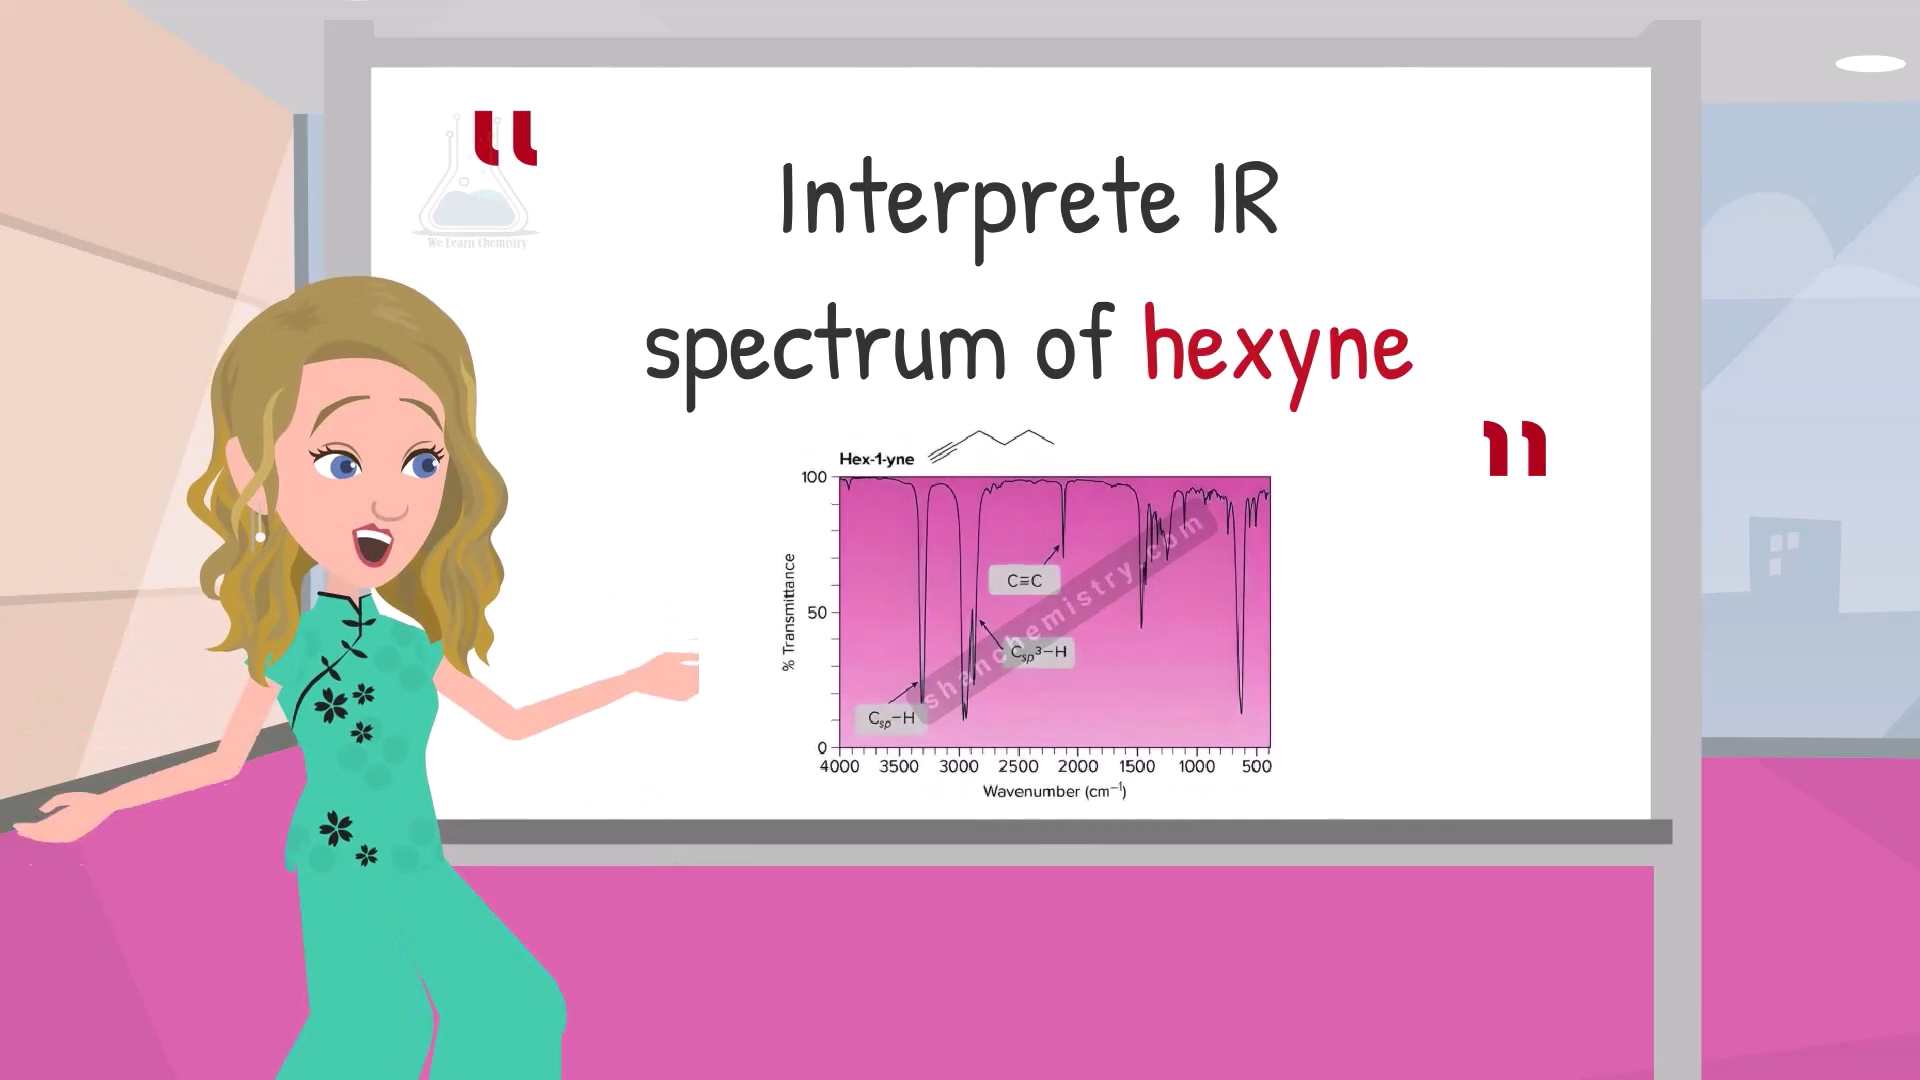 “
We Learn Chemistry
Interprete IR
spectrum of hexyne
”
Hex-1-yne
100
50
0
% Transmittance
C≡C
Csp³–H
Csp–H
shanchemistry.com
4000 3500 3000 2500 2000 1500 1000 500
Wavenumber (cm⁻¹)